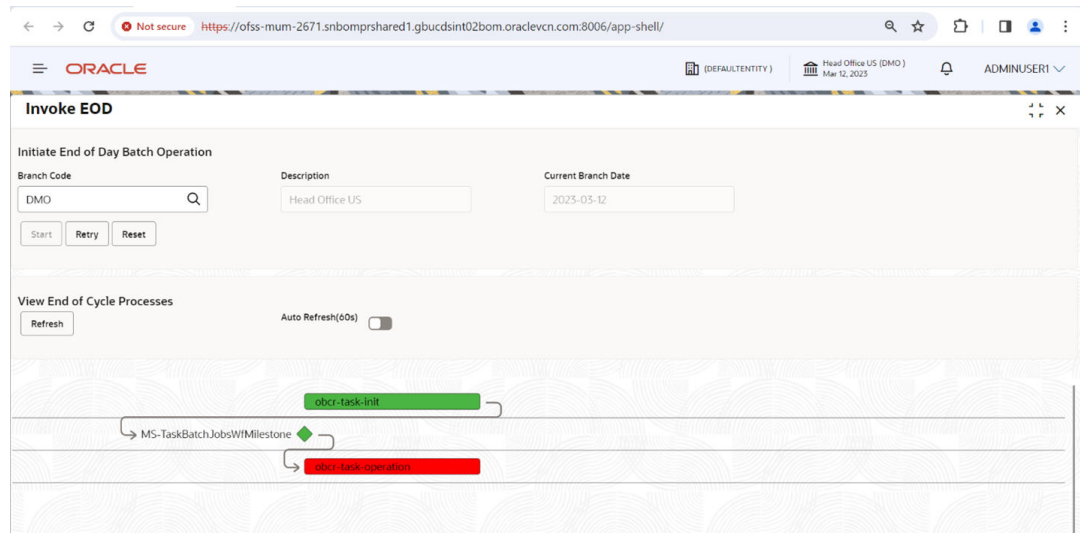 Not secure https://ofss-mum-2671.snbomprshared1.gbucdsint02bom.oraclevcn.com:8006/app-shell/
ORACLE (DEFAULTENTITY) Head Office US (DMO) ADMINUSER1
Mar 12, 2023
Invoke EOD
Initiate End of Day Batch Operation
Branch Code Description Current Branch Date
DMO Head Office US 2023-03-12
Start Retry Reset
View End of Cycle Processes
Refresh Auto Refresh(60s)
obcr-task-init
MS-TaskBatchJobsWfMilestone
obcr-task-operation